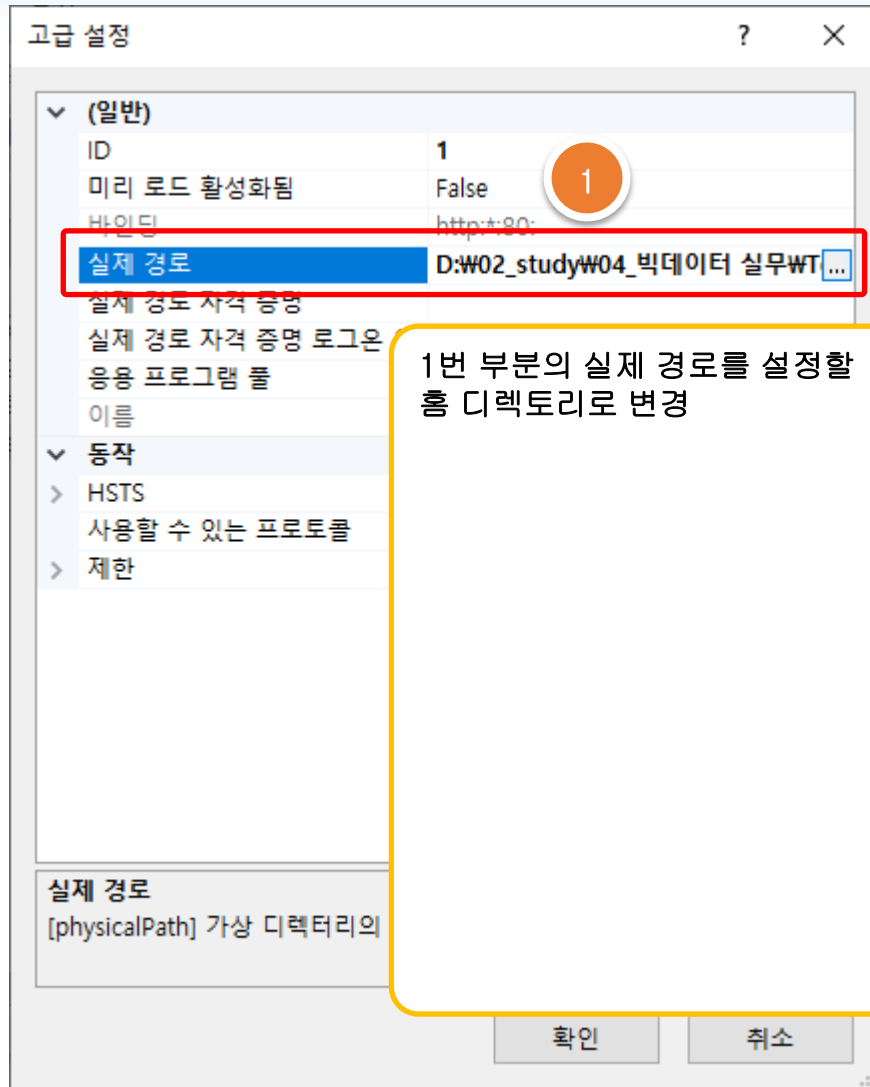 고급 설정 ? ×
(일반)
ID 1
미리 로드 활성화됨 False
1
바인딩 http:*:80:
실제 경로 D:₩02_study₩04_빅데이터 실무₩T ...
실제 경로 자격 증명
실제 경로 자격 증명 로그온
응용 프로그램 풀
이름
동작
HSTS
사용할 수 있는 프로토콜
제한
1번 부분의 실제 경로를 설정할
홈 디렉토리로 변경
실제 경로
[physicalPath] 가상 디렉터리의
확인 취소